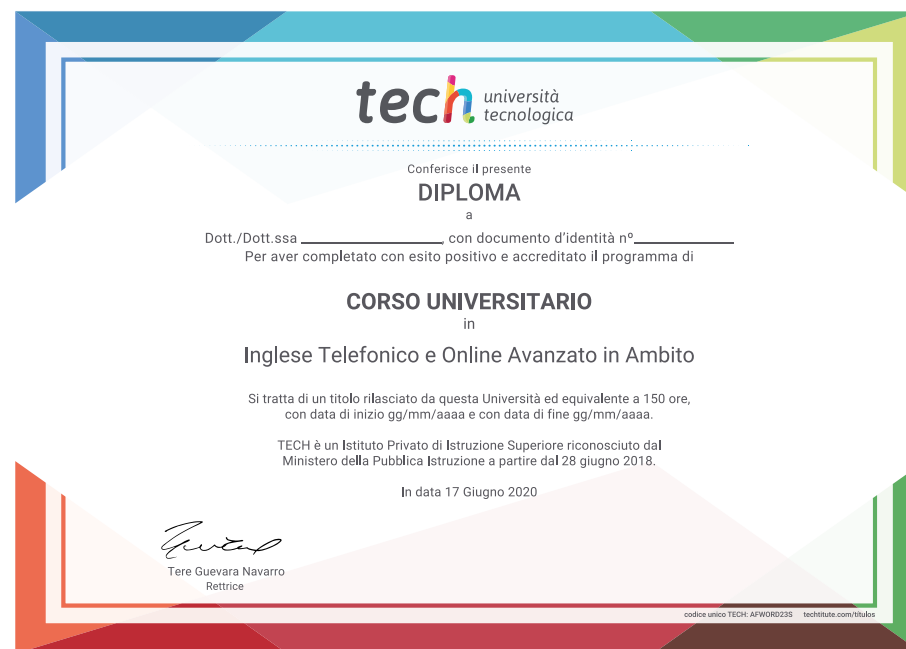 tech università
tecnologica
Conferisce il presente
DIPLOMA
a
Dott./Dott.ssa ________________, con documento d'identità nº____________
Per aver completato con esito positivo e accreditato il programma di
CORSO UNIVERSITARIO
in
Inglese Telefonico e Online Avanzato in Ambito
Si tratta di un titolo rilasciato da questa Università ed equivalente a 150 ore,
con data di inizio gg/mm/aaaa e con data di fine gg/mm/aaaa.
TECH è un Istituto Privato di Istruzione Superiore riconosciuto dal
Ministero della Pubblica Istruzione a partire dal 28 giugno 2018.
In data 17 Giugno 2020
Tere Guevara Navarro
Rettrice
codice unico TECH: AFWORD23S techtitute.com/titulos